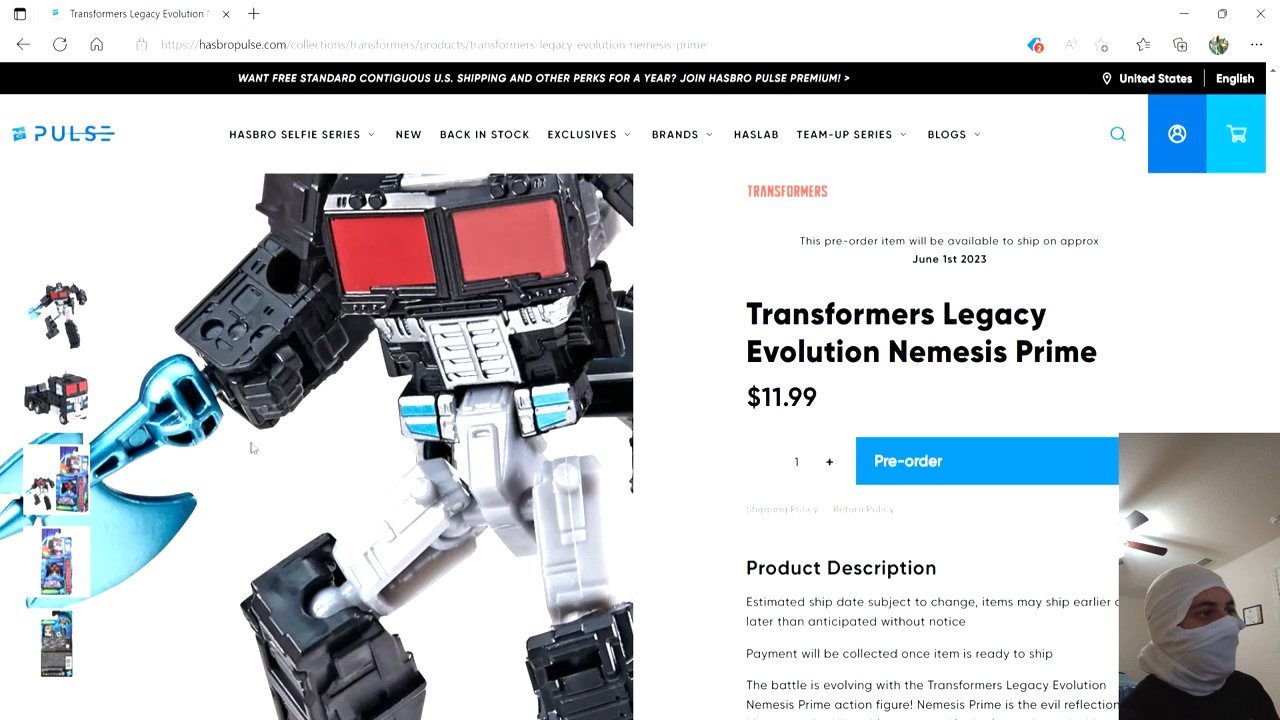 Transformers Legacy Evolution
https://hasbropulse.com/collections/transformers/products/transformers-legacy-evolution-nemesis-prime
2
WANT FREE STANDARD CONTIGUOUS U.S. SHIPPING AND OTHER PERKS FOR A YEAR? JOIN HASBRO PULSE PREMIUM! >
United States
English
PULSE
HASBRO SELFIE SERIES
NEW
BACK IN STOCK
EXCLUSIVES
BRANDS
HASLAB
TEAM-UP SERIES
BLOGS
TRANSFORMERS
This pre-order item will be available to ship on approx
June 1st 2023
Transformers Legacy
Evolution Nemesis Prime
$11.99
1 +
Pre-order
Shipping Policy Return Policy
Product Description
Estimated ship date subject to change, items may ship earlier
later than anticipated without notice
Payment will be collected once item is ready to ship
The battle is evolving with the Transformers Legacy Evolution
Nemesis Prime action figure! Nemesis Prime is the evil reflection